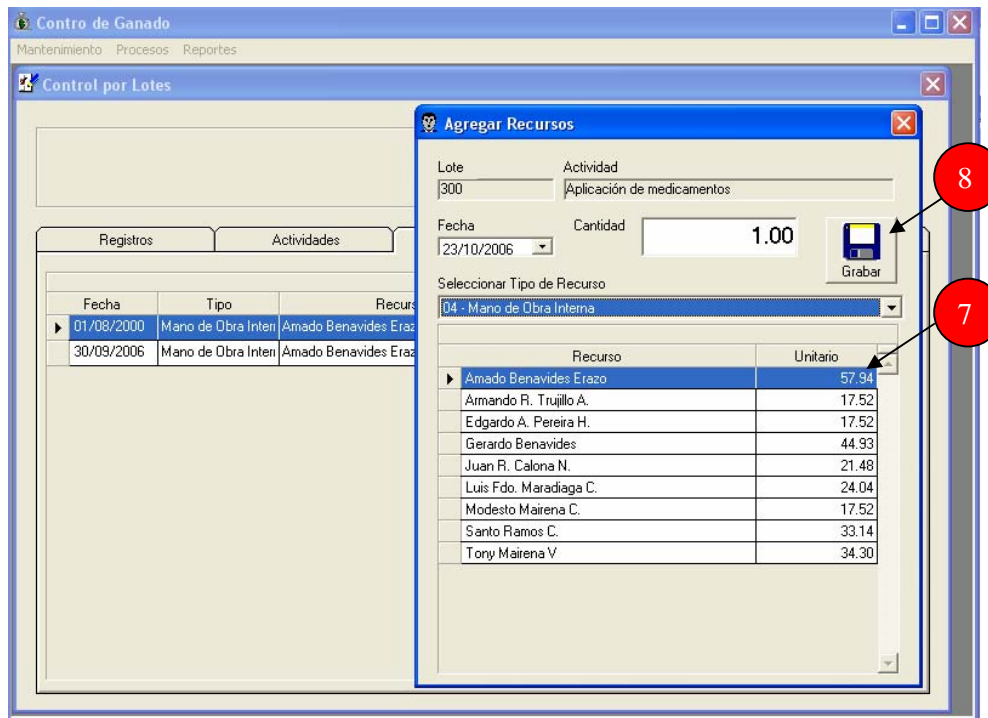 Contro de Ganado
Mantenimiento Procesos Reportes
Control por Lotes
Registros Actividades
Fecha Tipo Recurs
01/08/2000 Mano de Obra Intern Amado Benavides Eraz
30/09/2006 Mano de Obra Intern Amado Benavides Eraz
Agregar Recursos
Lote Actividad
300 Aplicación de medicamentos
Fecha Cantidad
23/10/2006 1.00
Grabar
Seleccionar Tipo de Recurso
04 - Mano de Obra Interna
Recurso Unitario
Amado Benavides Erazo 57.94
Armando R. Trujillo A. 17.52
Edgardo A. Pereira H. 17.52
Gerardo Benavides 44.93
Juan R. Calona N. 21.48
Luis Fdo. Maradiaga C. 24.04
Modesto Mairena C. 17.52
Santo Ramos C. 33.14
Tony Mairena V 34.30
8
7